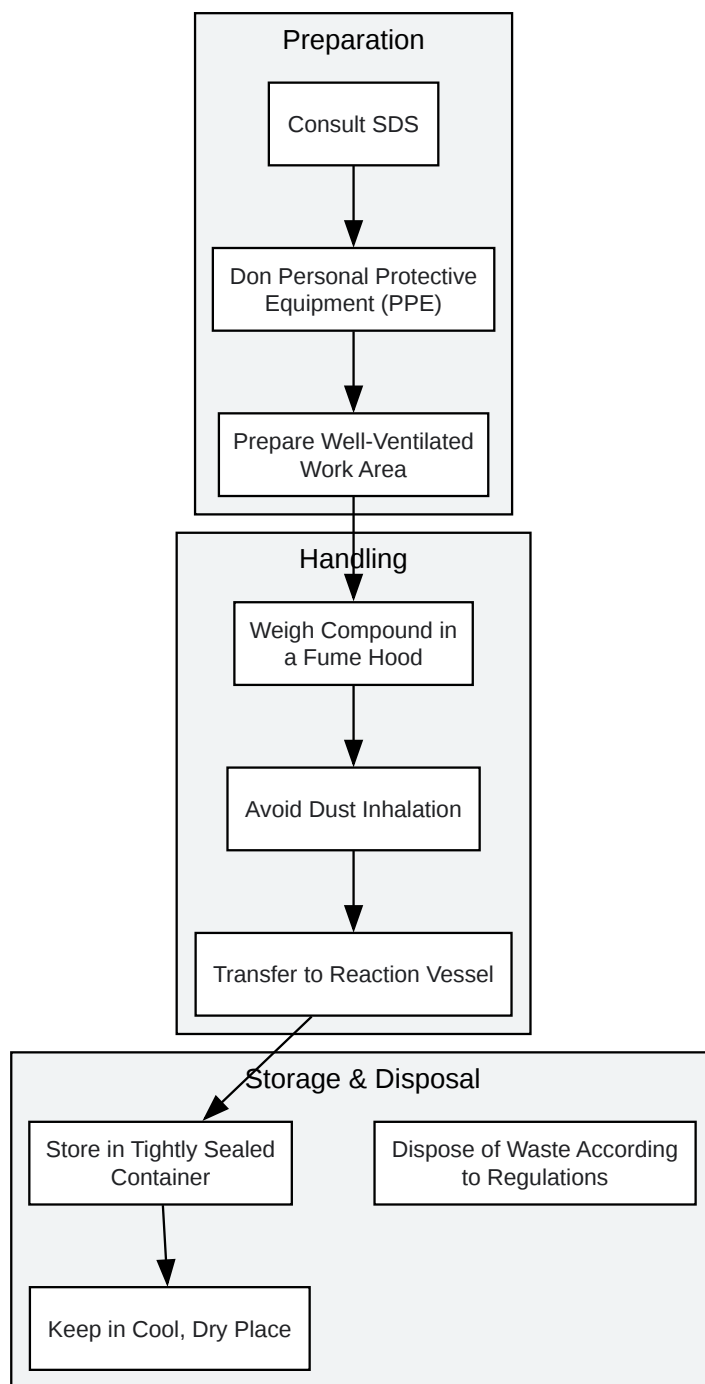 Preparation
Consult SDS
Don Personal Protective
Equipment (PPE)
Prepare Well-Ventilated
Work Area
Handling
Weigh Compound in
a Fume Hood
Avoid Dust Inhalation
Transfer to Reaction Vessel
Storage & Disposal
Store in Tightly Sealed
Container
Dispose of Waste According
to Regulations
Keep in Cool, Dry Place